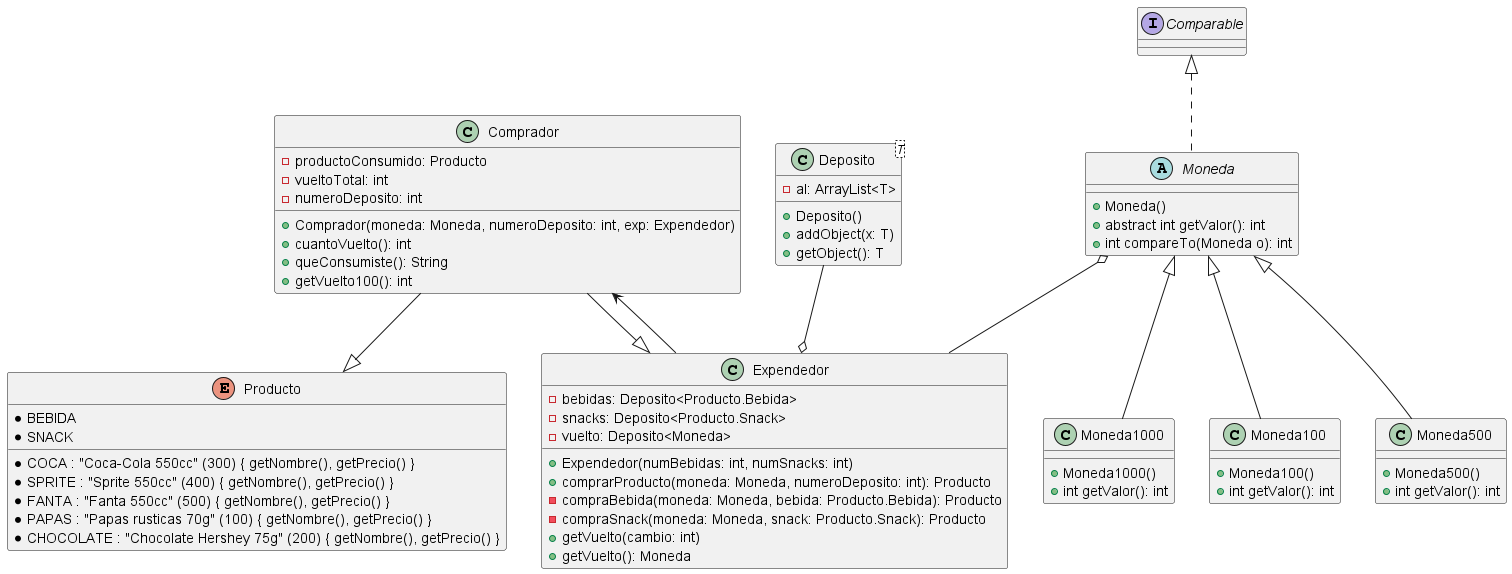 I Comparable
C Comprador
productoConsumido: Producto
vueltoTotal: int
numeroDeposito: int
Comprador(moneda: Moneda, numeroDeposito: int, exp: Expendedor)
cuantoVuelto(): int
queConsumiste(): String
getVuelto100(): int
C Deposito T
al: ArrayList<T>
Deposito()
addObject(x: T)
getObject(): T
A Moneda
Moneda()
abstract int getValor(): int
int compareTo(Moneda o): int
E Producto
BEBIDA
SNACK
COCA : "Coca-Cola 550cc" (300) { getNombre(), getPrecio() }
SPRITE : "Sprite 550cc" (400) { getNombre(), getPrecio() }
FANTA : "Fanta 550cc" (500) { getNombre(), getPrecio() }
PAPAS : "Papas rusticas 70g" (100) { getNombre(), getPrecio() }
CHOCOLATE : "Chocolate Hershey 75g" (200) { getNombre(), getPrecio() }
C Expendedor
bebidas: Deposito<Producto.Bebida>
snacks: Deposito<Producto.Snack>
vuelto: Deposito<Moneda>
Expendedor(numBebidas: int, numSnacks: int)
comprarProducto(moneda: Moneda, numeroDeposito: int): Producto
compraBebida(moneda: Moneda, bebida: Producto.Bebida): Producto
compraSnack(moneda: Moneda, snack: Producto.Snack): Producto
getVuelto(cambio: int)
getVuelto(): Moneda
C Moneda1000
Moneda1000()
int getValor(): int
C Moneda100
Moneda100()
int getValor(): int
C Moneda500
Moneda500()
int getValor(): int